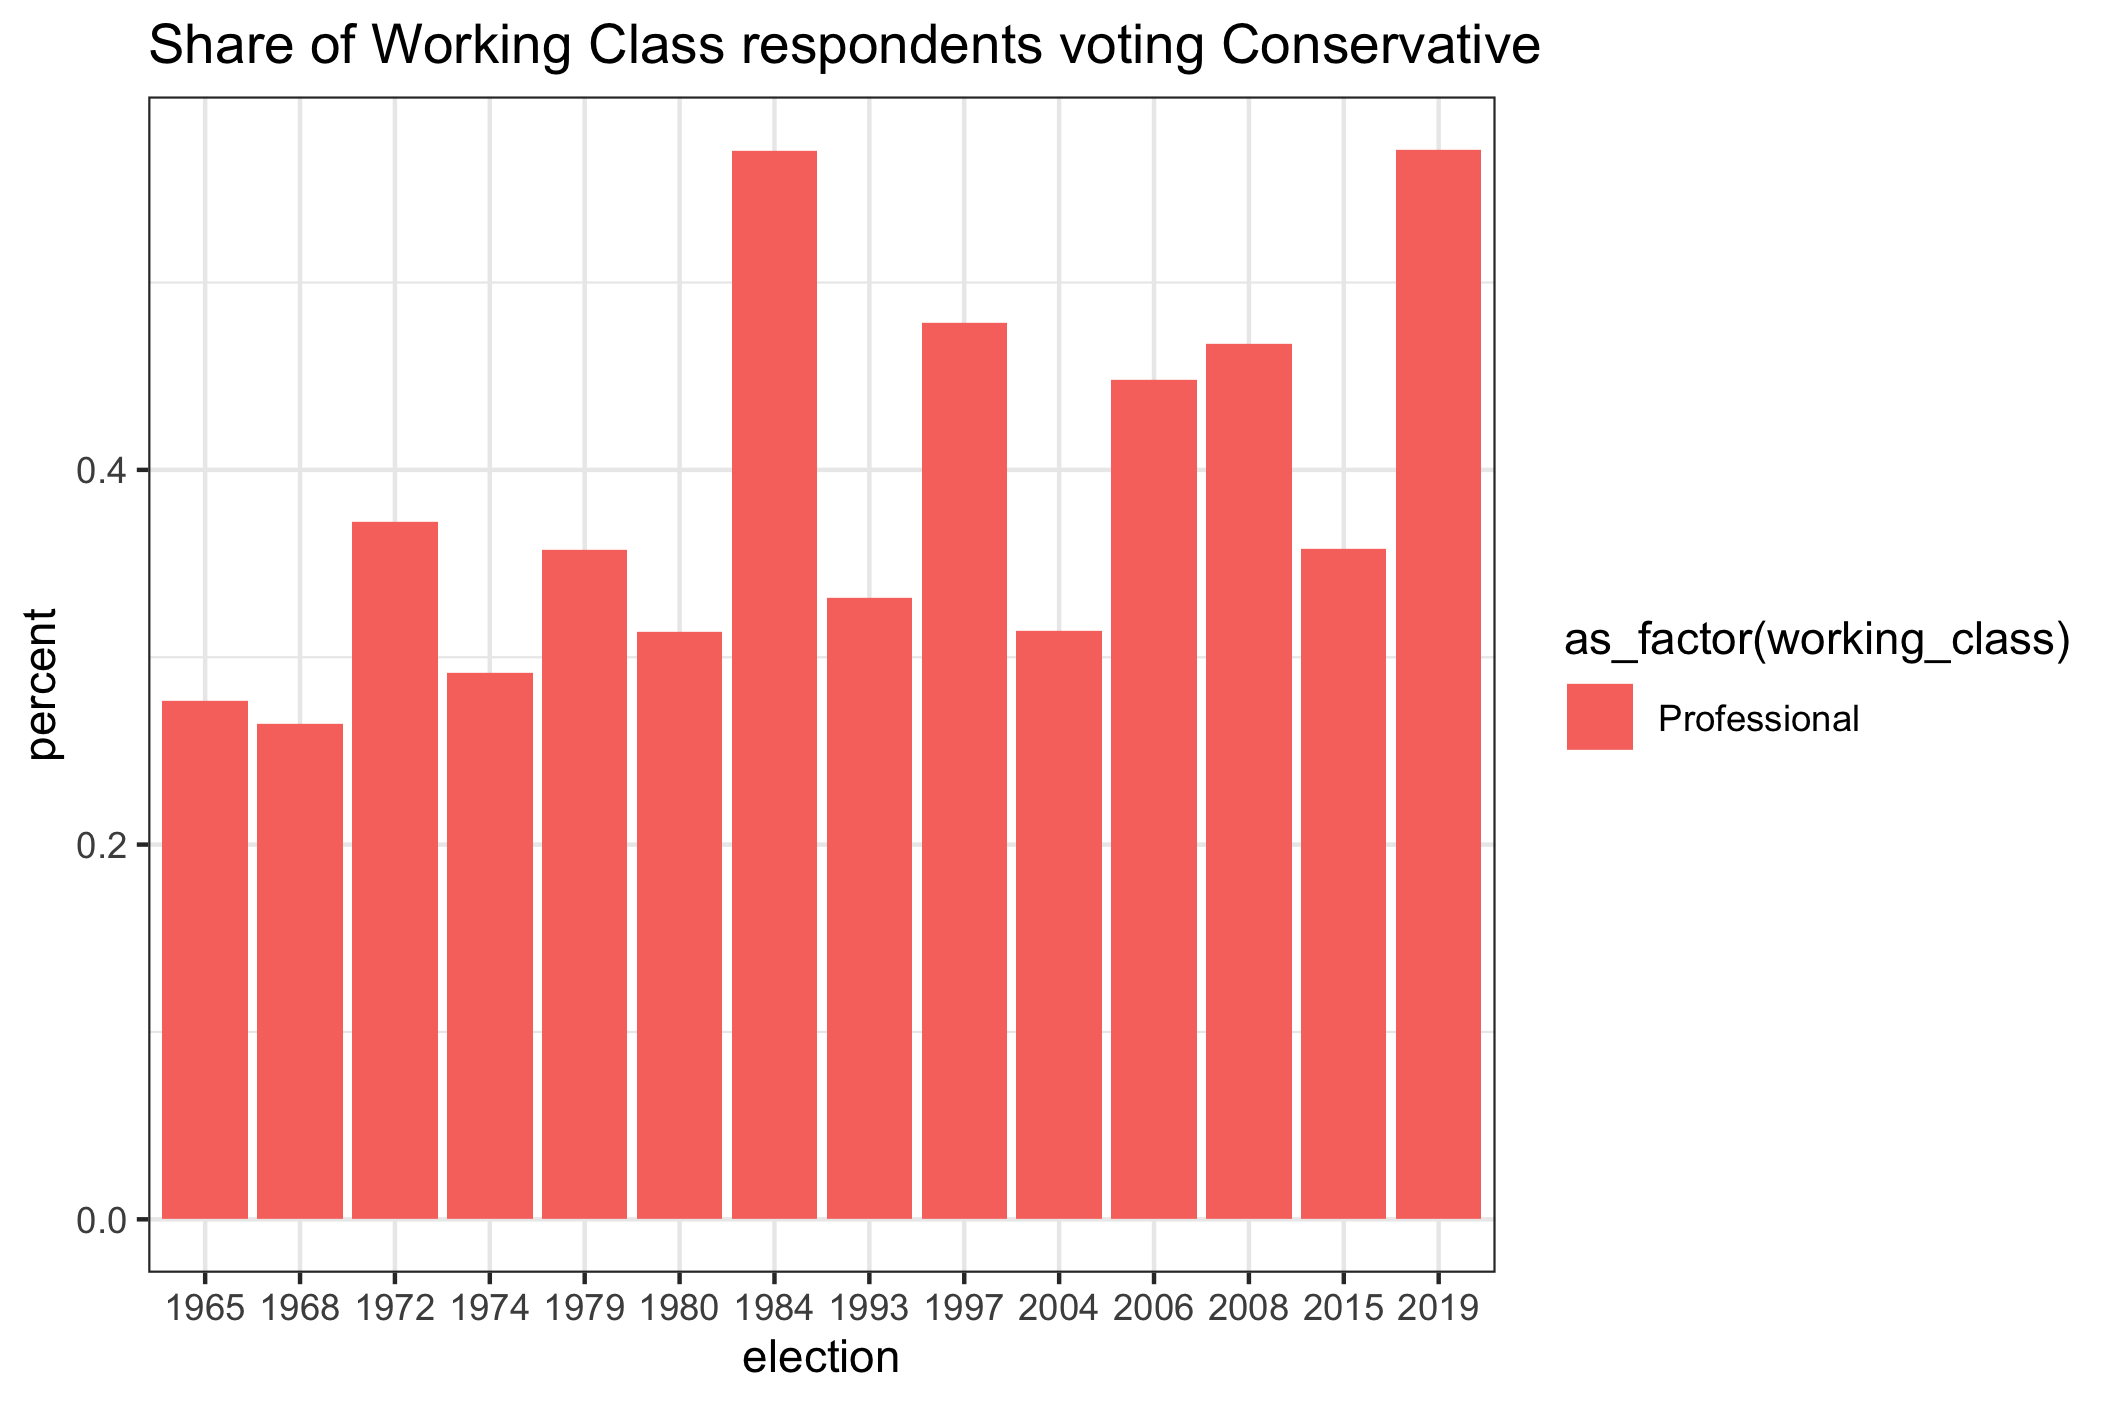 Share of Working Class respondents voting Conservative
percent
0.4
0.2
0.0
1965 1968 1972 1974 1979 1980 1984 1993 1997 2004 2006 2008 2015 2019
election
as_factor(working_class)
Professional